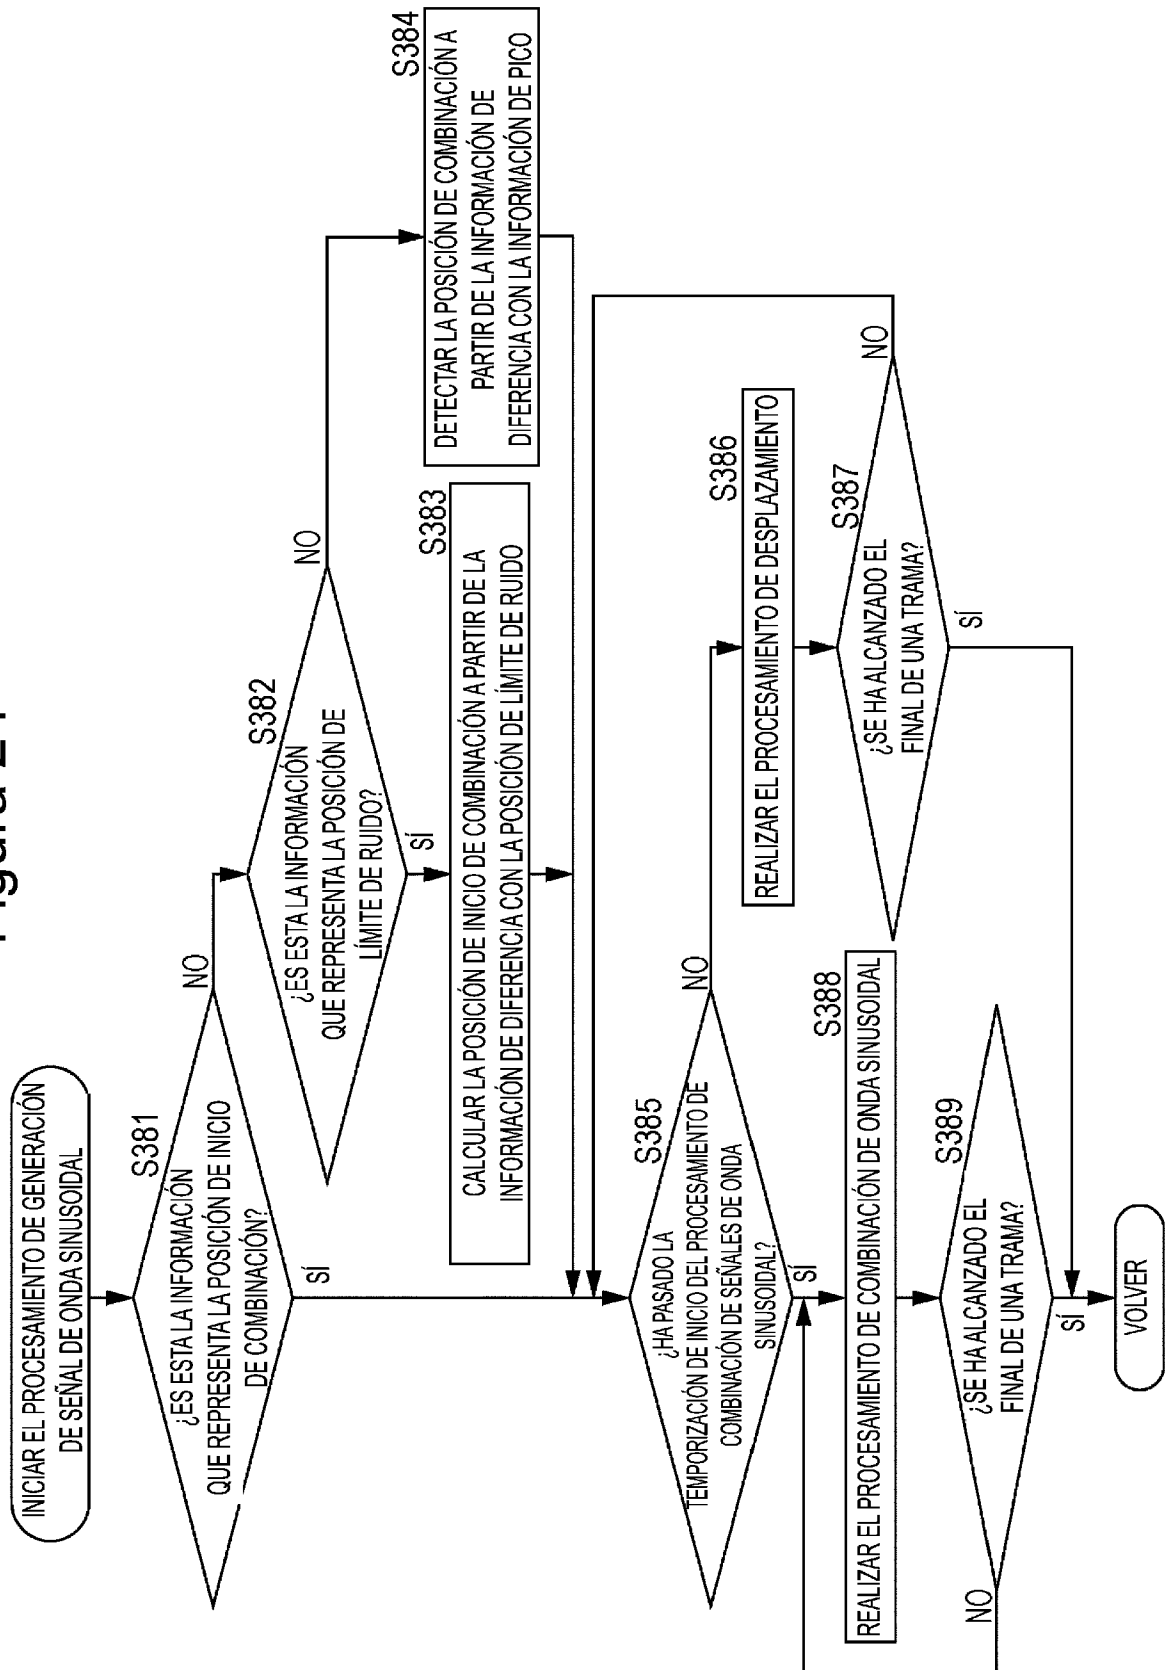 INICIAR EL PROCESAMIENTO DE GENERACIÓN
DE SEÑAL DE ONDA SINUSOIDAL
S381
¿ES ESTA LA INFORMACIÓN
QUE REPRESENTA LA POSICIÓN DE INICIO
DE COMBINACIÓN?
NO
SÍ
S382
¿ES ESTA LA INFORMACIÓN
QUE REPRESENTA LA POSICIÓN DE
LÍMITE DE RUIDO?
NO
SÍ
S383
CALCULAR LA POSICIÓN DE INICIO DE COMBINACIÓN A PARTIR DE LA
INFORMACIÓN DE DIFERENCIA CON LA POSICIÓN DE LÍMITE DE RUIDO
S384
DETECTAR LA POSICIÓN DE COMBINACIÓN A
PARTIR DE LA INFORMACIÓN DE
DIFERENCIA CON LA INFORMACIÓN DE PICO
S385
¿HA PASADO LA
TEMPORIZACIÓN DE INICIO DEL PROCESAMIENTO DE
COMBINACIÓN DE SEÑALES DE ONDA
SINUSOIDAL?
NO
SÍ
S386
REALIZAR EL PROCESAMIENTO DE DESPLAZAMIENTO
S387
¿SE HA ALCANZADO EL
FINAL DE UNA TRAMA?
NO
SÍ
S388
REALIZAR EL PROCESAMIENTO DE COMBINACIÓN DE ONDA SINUSOIDAL
S389
¿SE HA ALCANZADO EL
FINAL DE UNA TRAMA?
NO
SÍ
VOLVER